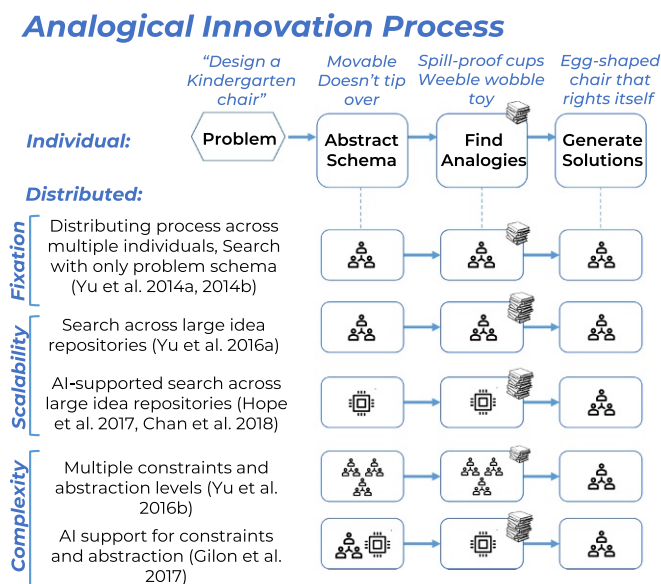 Analogical Innovation Process
“Design a
Kindergarten
chair”
Movable
Doesn’t tip
over
Spill-proof cups
Weeble wobble
toy
Egg-shaped
chair that
rights itself
Individual:
Problem
Abstract
Schema
Find
Analogies
Generate
Solutions
Distributed:
Fixation
Distributing process across
multiple individuals, Search
with only problem schema
(Yu et al. 2014a, 2014b)
Scalability
Search across large idea
repositories (Yu et al. 2016a)
AI-supported search across
large idea repositories (Hope
et al. 2017, Chan et al. 2018)
Complexity
Multiple constraints and
abstraction levels (Yu et al.
2016b)
AI support for constraints
and abstraction (Gilon et al.
2017)